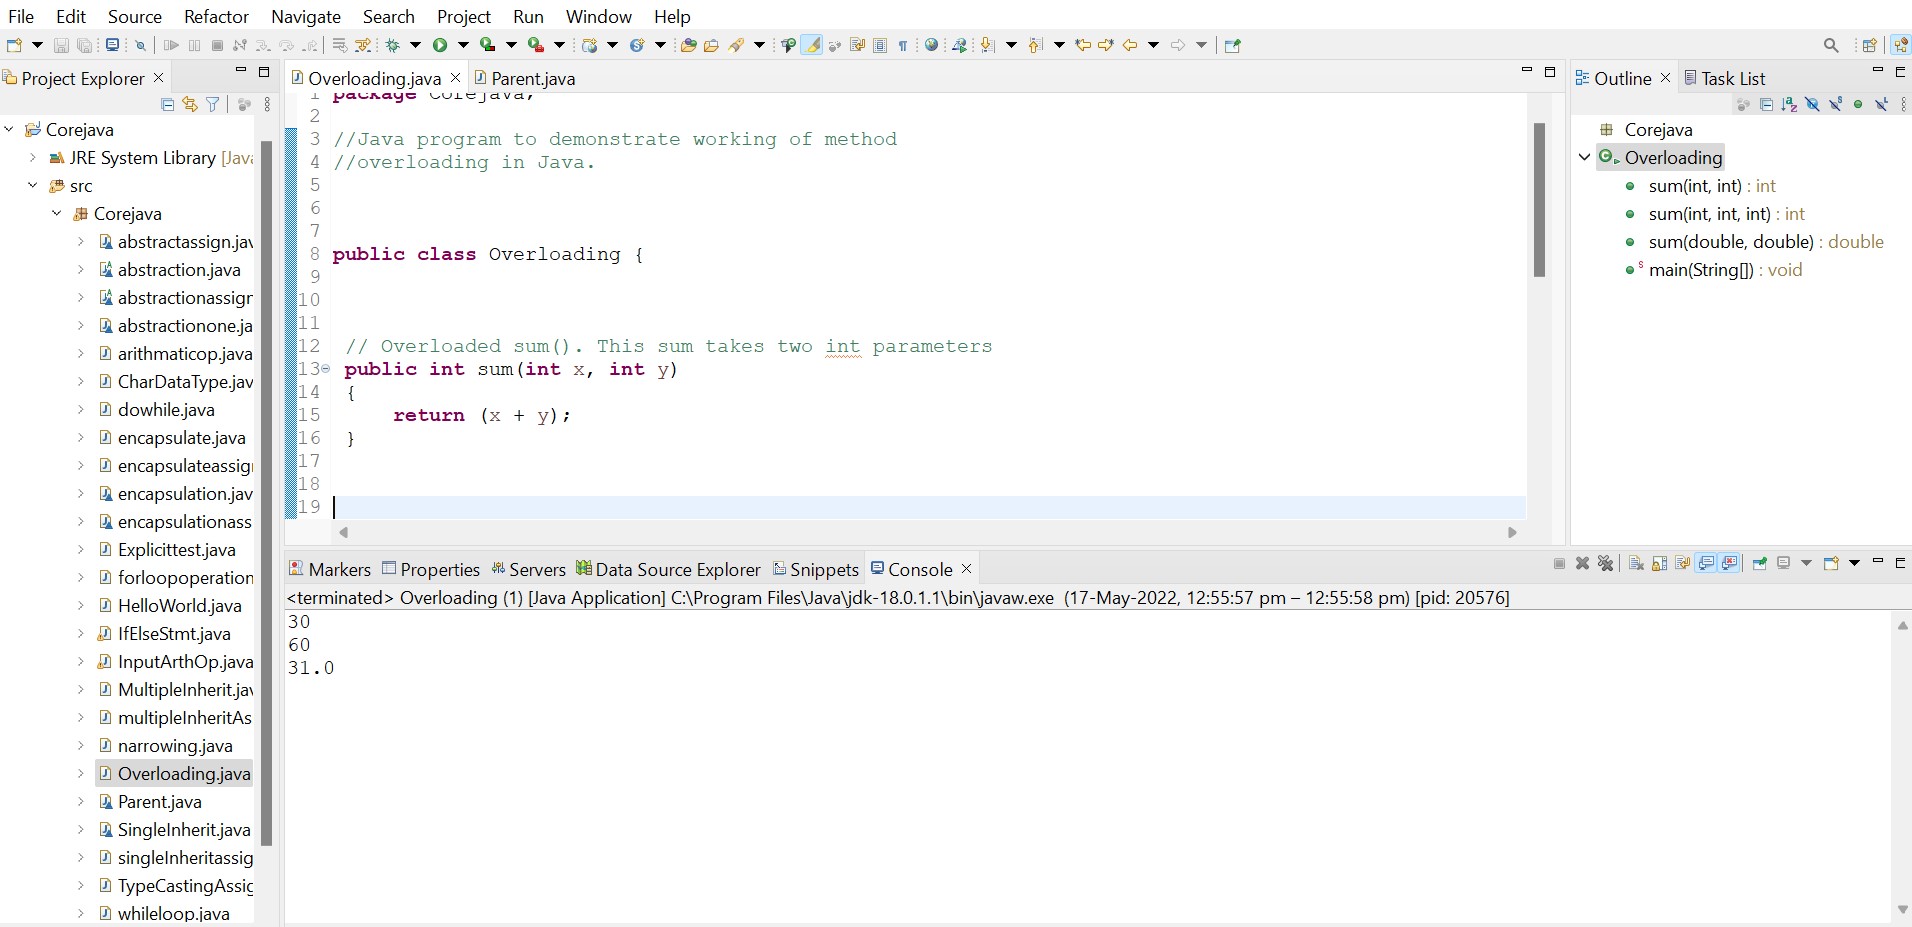 File Edit Source Refactor Navigate Search Project Run Window Help
Project Explorer
Corejava
JRE System Library [Java
src
Corejava
abstractassign.jav
abstraction.java
abstractionassign
abstractionone.ja
arithmaticop.java
CharDataType.jav
dowhile.java
encapsulate.java
encapsulateassig
encapsulation.jav
encapsulationass
Explicittest.java
forloopoperation
HelloWorld.java
IfElseStmt.java
InputArthOp.java
MultipleInherit.jav
multipleInheritAs
narrowing.java
Overloading.java
Parent.java
SingleInherit.java
singleInheritassig
TypeCastingAssig
whileloop.java
Overloading.java Parent.java
1 package Corejava;
2
3 //Java program to demonstrate working of method
4 //overloading in Java.
5
6
7
8 public class Overloading {
9
10
11
12 // Overloaded sum(). This sum takes two int parameters
13 public int sum(int x, int y)
14 {
15 return (x + y);
16 }
17
18
19
Outline Task List
Corejava
Overloading
sum(int, int) : int
sum(int, int, int) : int
sum(double, double) : double
main(String[]) : void
Markers Properties Servers Data Source Explorer Snippets Console
<terminated> Overloading (1) [Java Application] C:\Program Files\Java\jdk-18.0.1.1\bin\javaw.exe (17-May-2022, 12:55:57 pm – 12:55:58 pm) [pid: 20576]
30
60
31.0